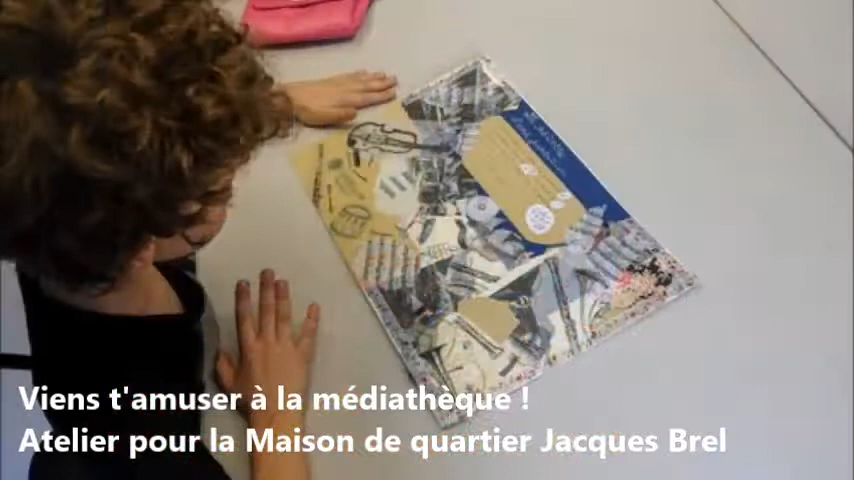 Viens t'amuser à la médiathèque !
Atelier pour la Maison de quartier Jacques Brel